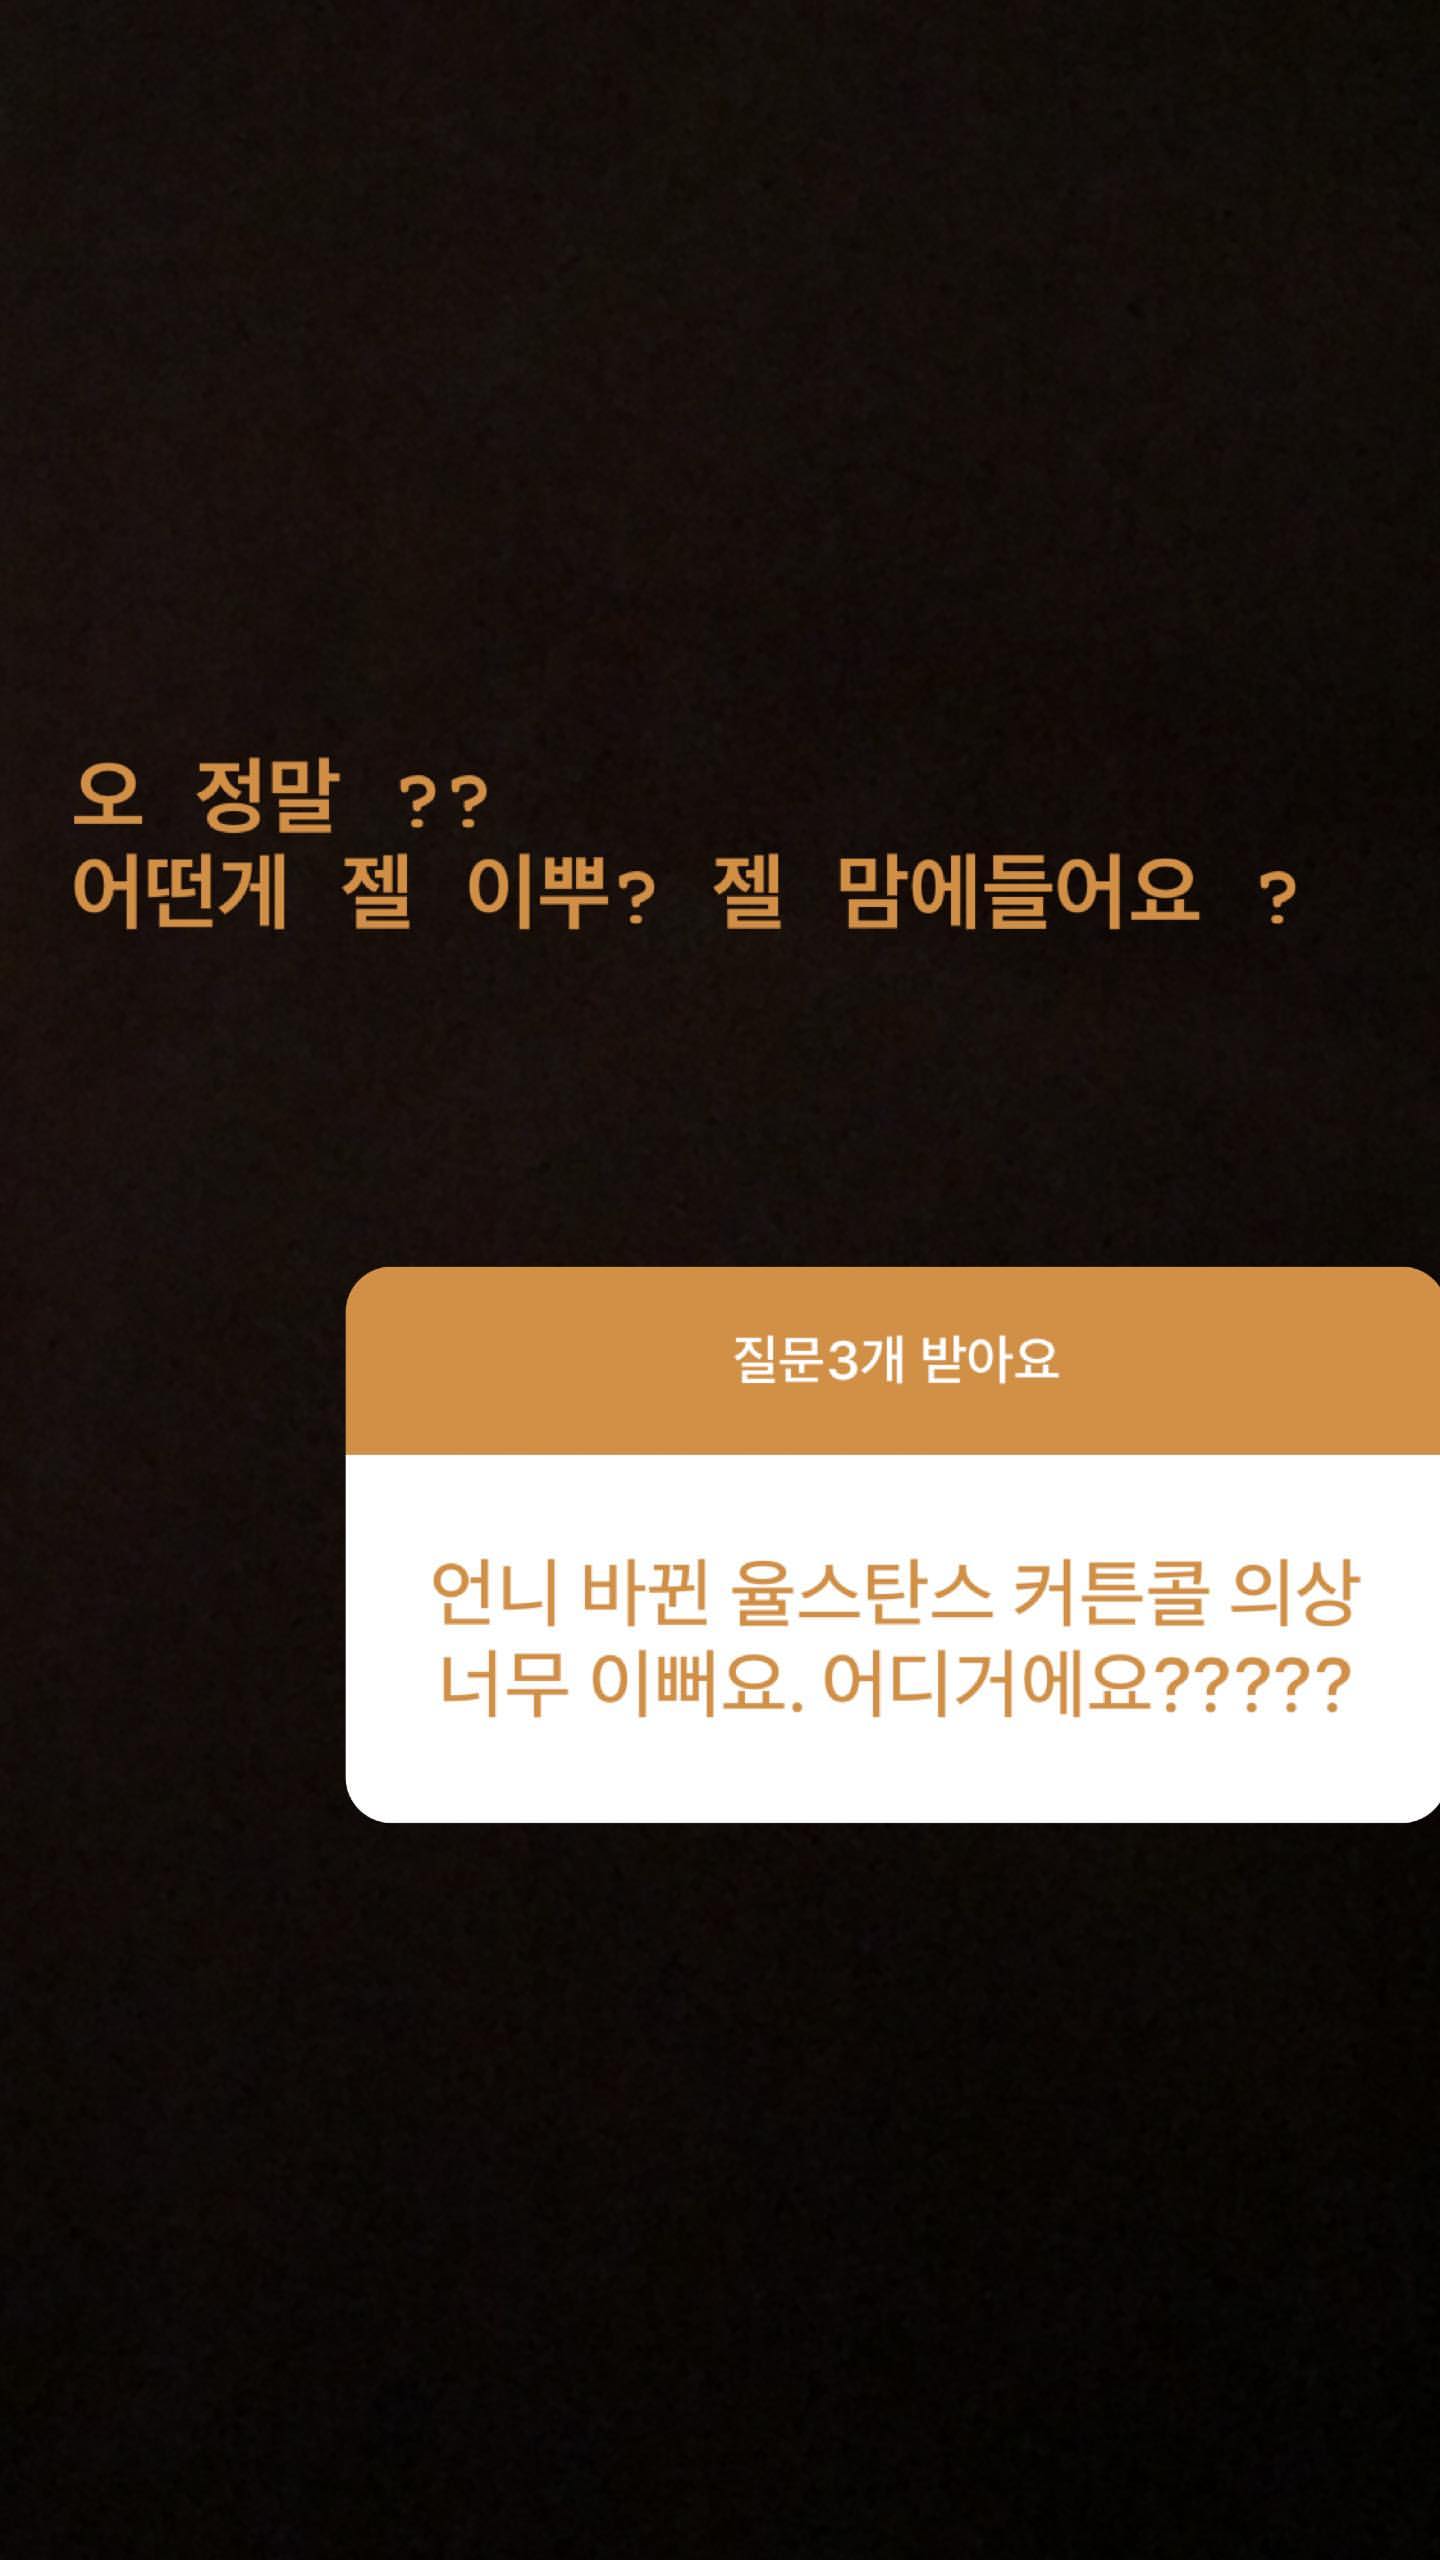 오 정말 ??
어떤게 젤 이뿌? 젤 맘에들어요 ?
질문3개 받아요
언니 바뀐 율스탄스 커튼콜 의상
너무 이뻐요. 어디거에요?????